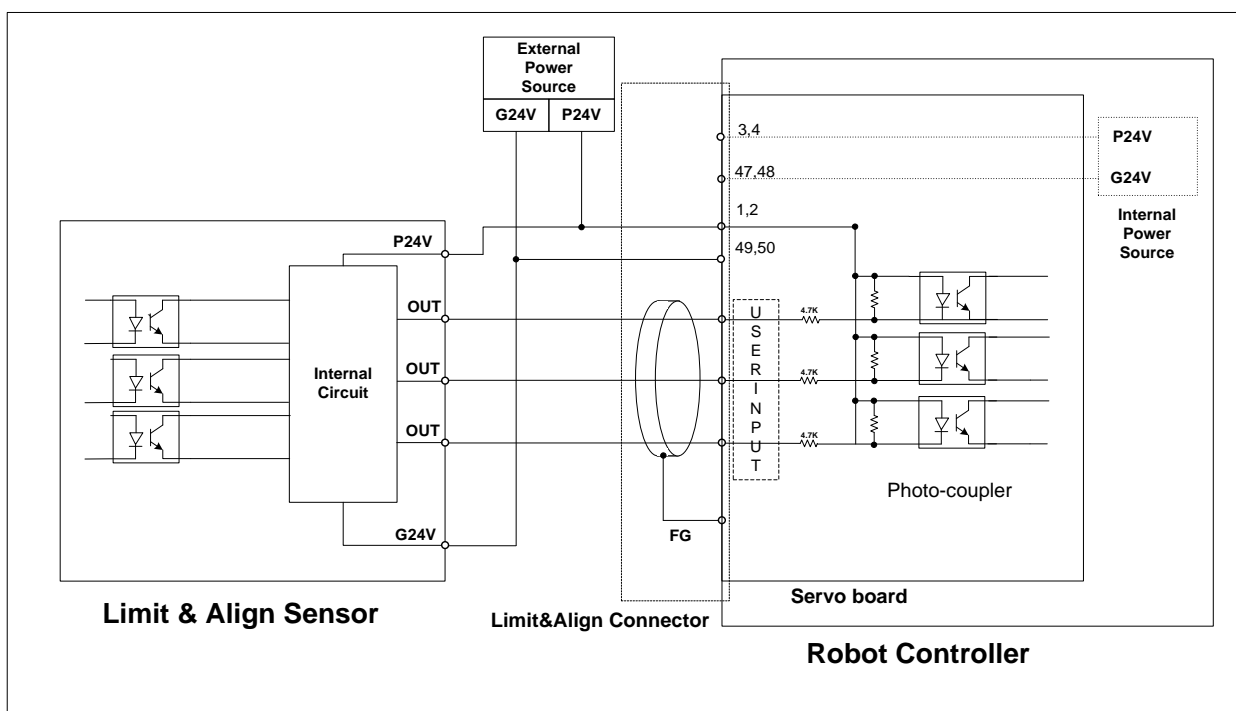 External
Power
Source
G24V
P24V
3,4
47,48
1,2
49,50
P24V
G24V
Internal
Power
Source
P24V
OUT
OUT
OUT
G24V
Internal
Circuit
USER INPUT
4.7K
4.7K
4.7K
Photo-coupler
FG
Servo board
Limit & Align Sensor
Limit&Align Connector
Robot Controller